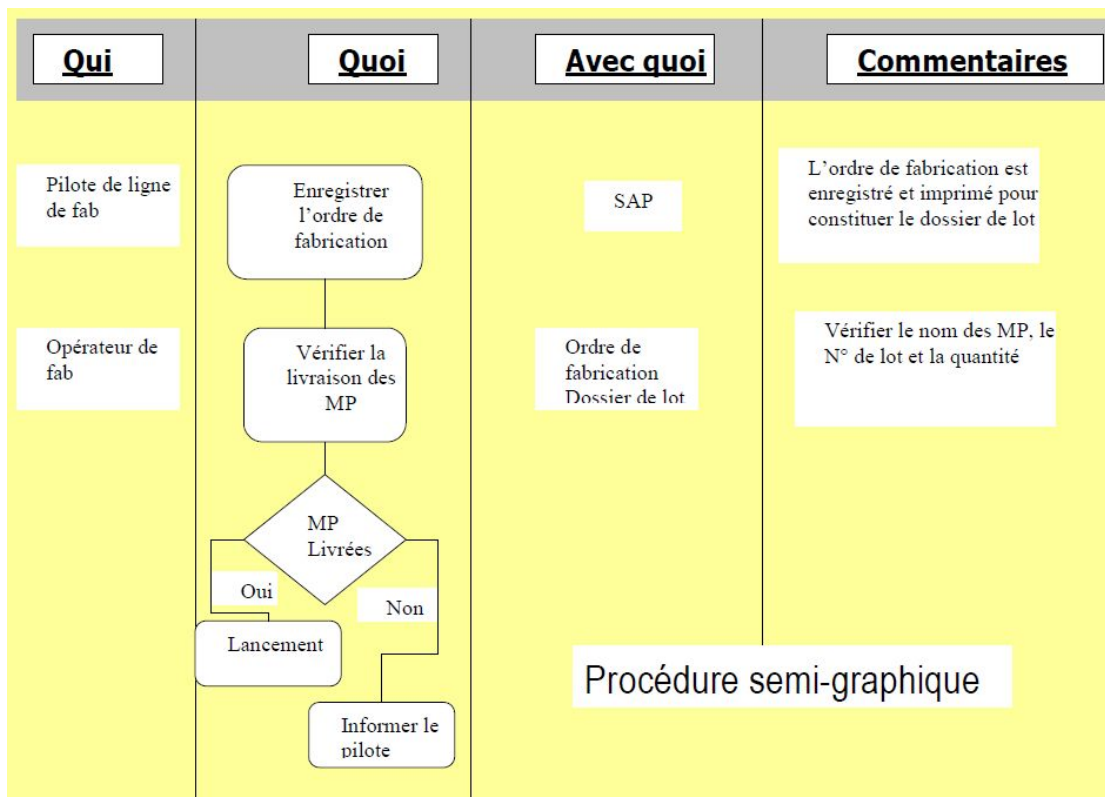 Qui
Quoi
Avec quoi
Commentaires
Pilote de ligne
de fab
Enregistrer
l'ordre de
fabrication
SAP
L'ordre de fabrication est
enregistré et imprimé pour
constituer le dossier de lot
Opérateur de
fab
Vérifier la
livraison des
MP
Ordre de
fabrication
Dossier de lot
Vérifier le nom des MP, le
N° de lot et la quantité
MP
Livrées
Oui
Non
Lancement
Informer le
pilote
Procédure semi-graphique